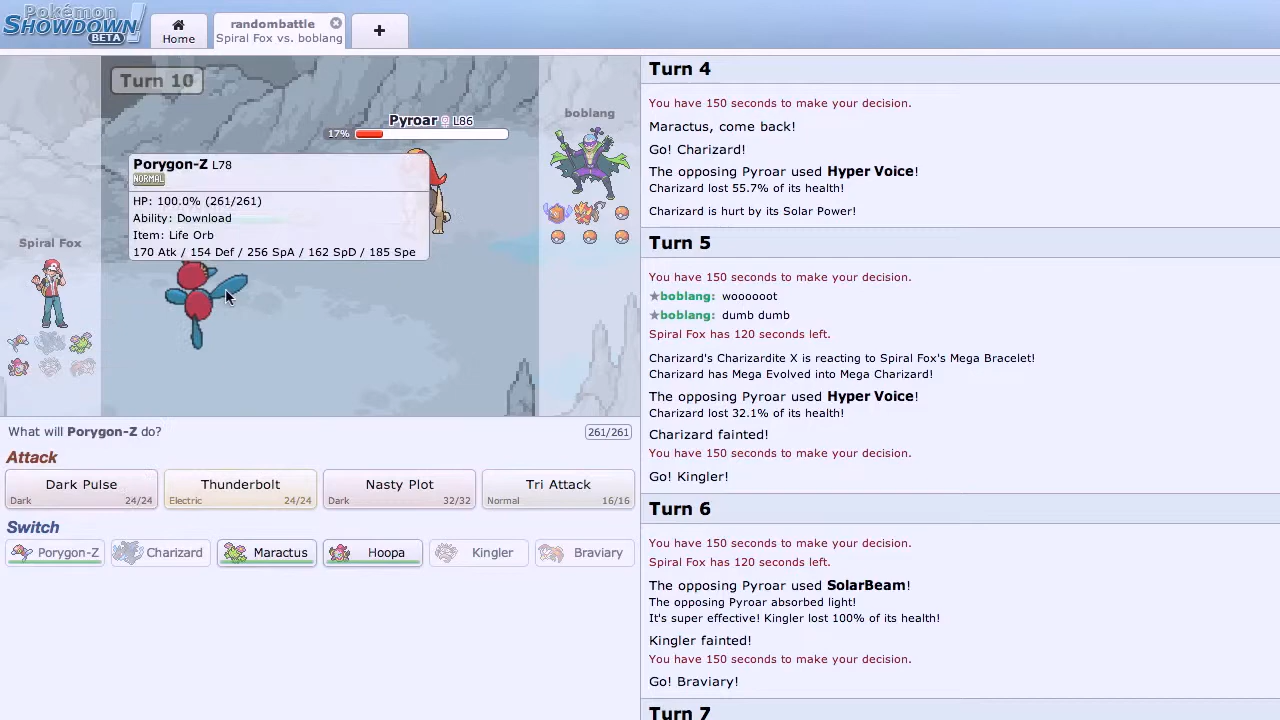 Pokémon
SHOWDOWN!
BETA
Home
randombattle
Spiral Fox vs. boblang
+
Turn 10
Pyroar ♀ L86
17%
boblang
Porygon-Z L78
NORMAL
HP: 100.0% (261/261)
Ability: Download
Item: Life Orb
170 Atk / 154 Def / 256 SpA / 162 SpD / 185 Spe
Spiral Fox
What will Porygon-Z do?
261/261
Attack
Dark Pulse
Dark 24/24
Thunderbolt
Electric 24/24
Nasty Plot
Dark 32/32
Tri Attack
Normal 16/16
Switch
Porygon-Z
Charizard
Maractus
Hoopa
Kingler
Braviary
Turn 4
You have 150 seconds to make your decision.
Maractus, come back!
Go! Charizard!
The opposing Pyroar used Hyper Voice!
Charizard lost 55.7% of its health!
Charizard is hurt by its Solar Power!
Turn 5
You have 150 seconds to make your decision.
★boblang: woooooot
★boblang: dumb dumb
Spiral Fox has 120 seconds left.
Charizard's Charizardite X is reacting to Spiral Fox's Mega Bracelet!
Charizard has Mega Evolved into Mega Charizard!
The opposing Pyroar used Hyper Voice!
Charizard lost 32.1% of its health!
Charizard fainted!
You have 150 seconds to make your decision.
Go! Kingler!
Turn 6
You have 150 seconds to make your decision.
Spiral Fox has 120 seconds left.
The opposing Pyroar used SolarBeam!
The opposing Pyroar absorbed light!
It's super effective! Kingler lost 100% of its health!
Kingler fainted!
You have 150 seconds to make your decision.
Go! Braviary!
Turn 7